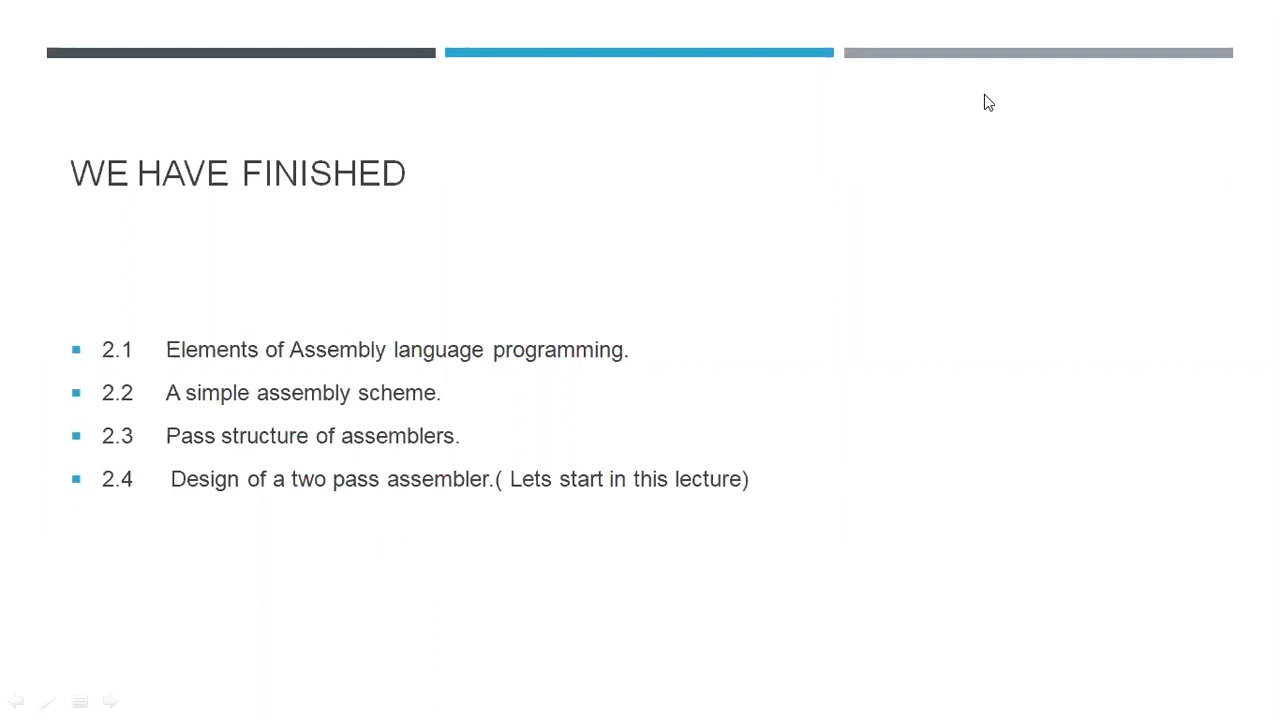 WE HAVE FINISHED
2.1 Elements of Assembly language programming.
2.2 A simple assembly scheme.
2.3 Pass structure of assemblers.
2.4 Design of a two pass assembler.( Lets start in this lecture)